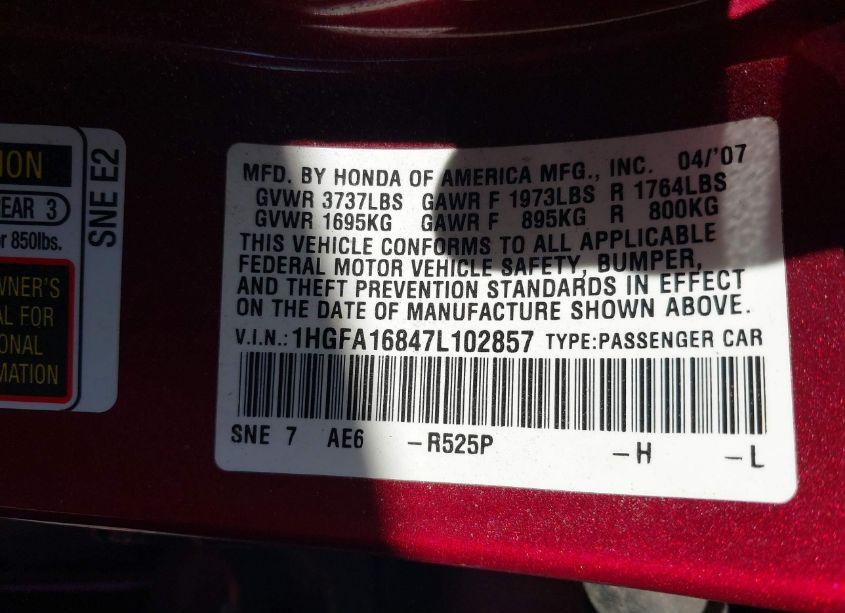 ION
EAR 3
r 850lbs.
WNER'S
AL FOR
ONAL
RMATION
SNE E2
MFD. BY HONDA OF AMERICA MFG., INC. 04/'07
GVWR 3737LBS GAWR F 1973LBS R 1764LBS
GVWR 1695KG GAWR F 895KG R 800KG
THIS VEHICLE CONFORMS TO ALL APPLICABLE
FEDERAL MOTOR VEHICLE SAFETY, BUMPER,
AND THEFT PREVENTION STANDARDS IN EFFECT
ON THE DATE OF MANUFACTURE SHOWN ABOVE.
V.I.N.: 1HGFA16847L102857 TYPE:PASSENGER CAR
SNE 7 AE6 -R525P -H -L